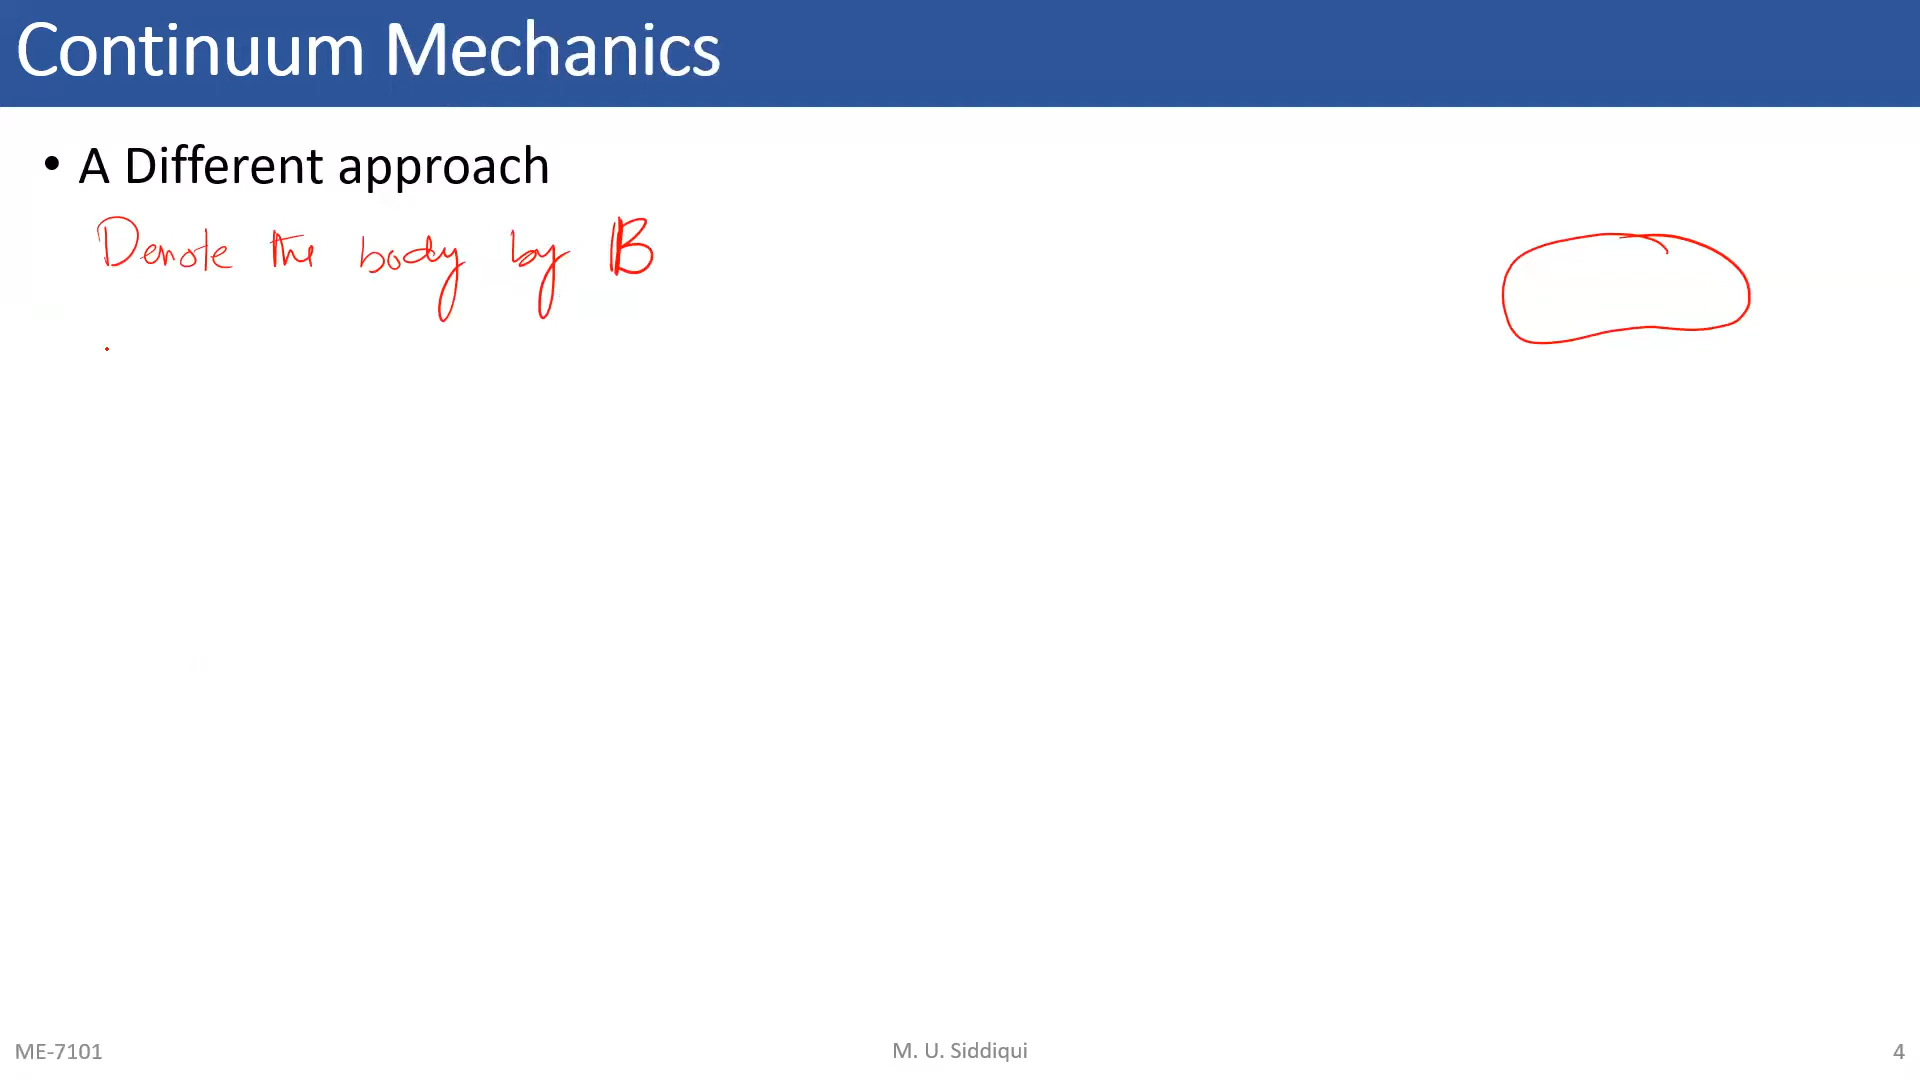 Continuum Mechanics
• A Different approach
Denote the body by B
ME-7101
M. U. Siddiqui
4